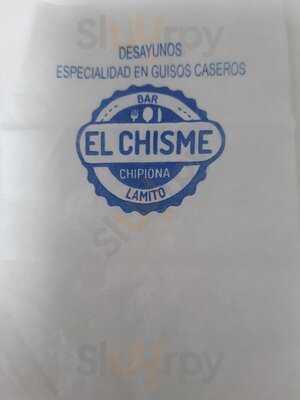 DESAYUNOS
ESPECIALIDAD EN GUISOS CASEROS
BAR
EL CHISME
CHIPIONA
LAMITO